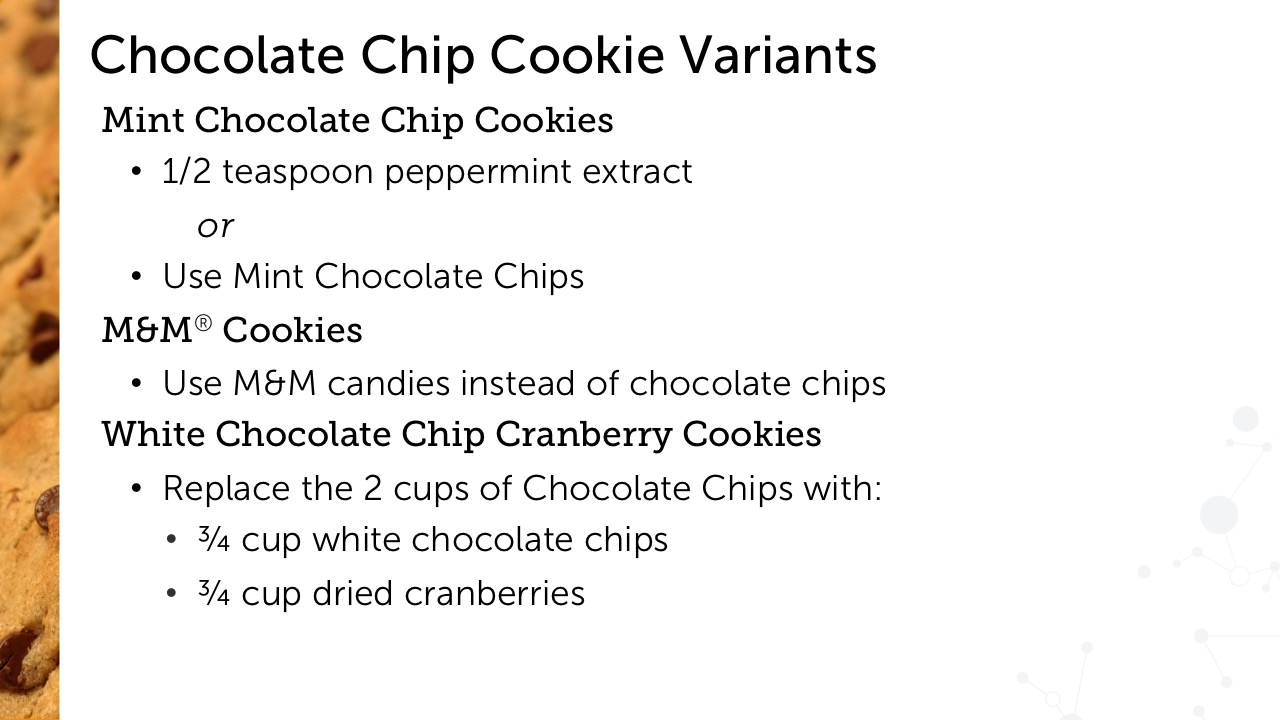 Chocolate Chip Cookie Variants
Mint Chocolate Chip Cookies
• 1/2 teaspoon peppermint extract
or
• Use Mint Chocolate Chips
M&M® Cookies
• Use M&M candies instead of chocolate chips
White Chocolate Chip Cranberry Cookies
• Replace the 2 cups of Chocolate Chips with:
• ¾ cup white chocolate chips
• ¾ cup dried cranberries